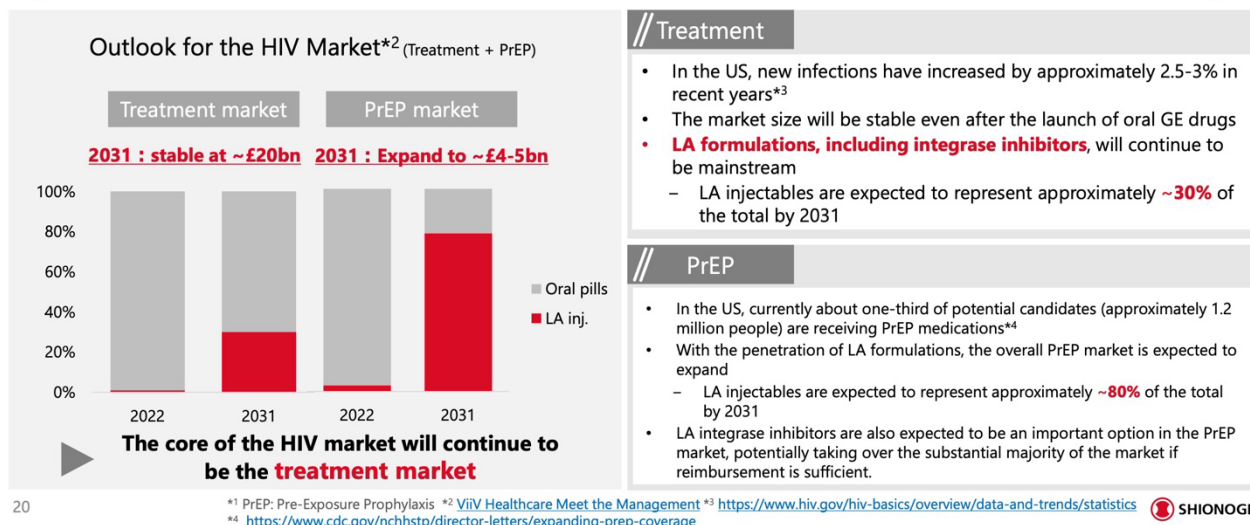 Outlook for the HIV Market*2 (Treatment + PrEP)
Treatment market
PrEP market
2031 : stable at ~£20bn
2031 : Expand to ~£4-5bn
100%
80%
60%
40%
20%
0%
2022
2031
2022
2031
Oral pills
LA inj.
The core of the HIV market will continue to
be the treatment market
// Treatment
• In the US, new infections have increased by approximately 2.5-3% in
recent years*3
• The market size will be stable even after the launch of oral GE drugs
• LA formulations, including integrase inhibitors, will continue to
be mainstream
– LA injectables are expected to represent approximately ~30% of
the total by 2031
// PrEP
• In the US, currently about one-third of potential candidates (approximately 1.2
million people) are receiving PrEP medications*4
• With the penetration of LA formulations, the overall PrEP market is expected to
expand
– LA injectables are expected to represent approximately ~80% of the total
by 2031
• LA integrase inhibitors are also expected to be an important option in the PrEP
market, potentially taking over the substantial majority of the market if
reimbursement is sufficient.
20
*1 PrEP: Pre-Exposure Prophylaxis *2 ViiV Healthcare Meet the Management *3 https://www.hiv.gov/hiv-basics/overview/data-and-trends/statistics
*4 https://www.cdc.gov/nchhstp/director-letters/expanding-prep-coverage
SHIONOGI